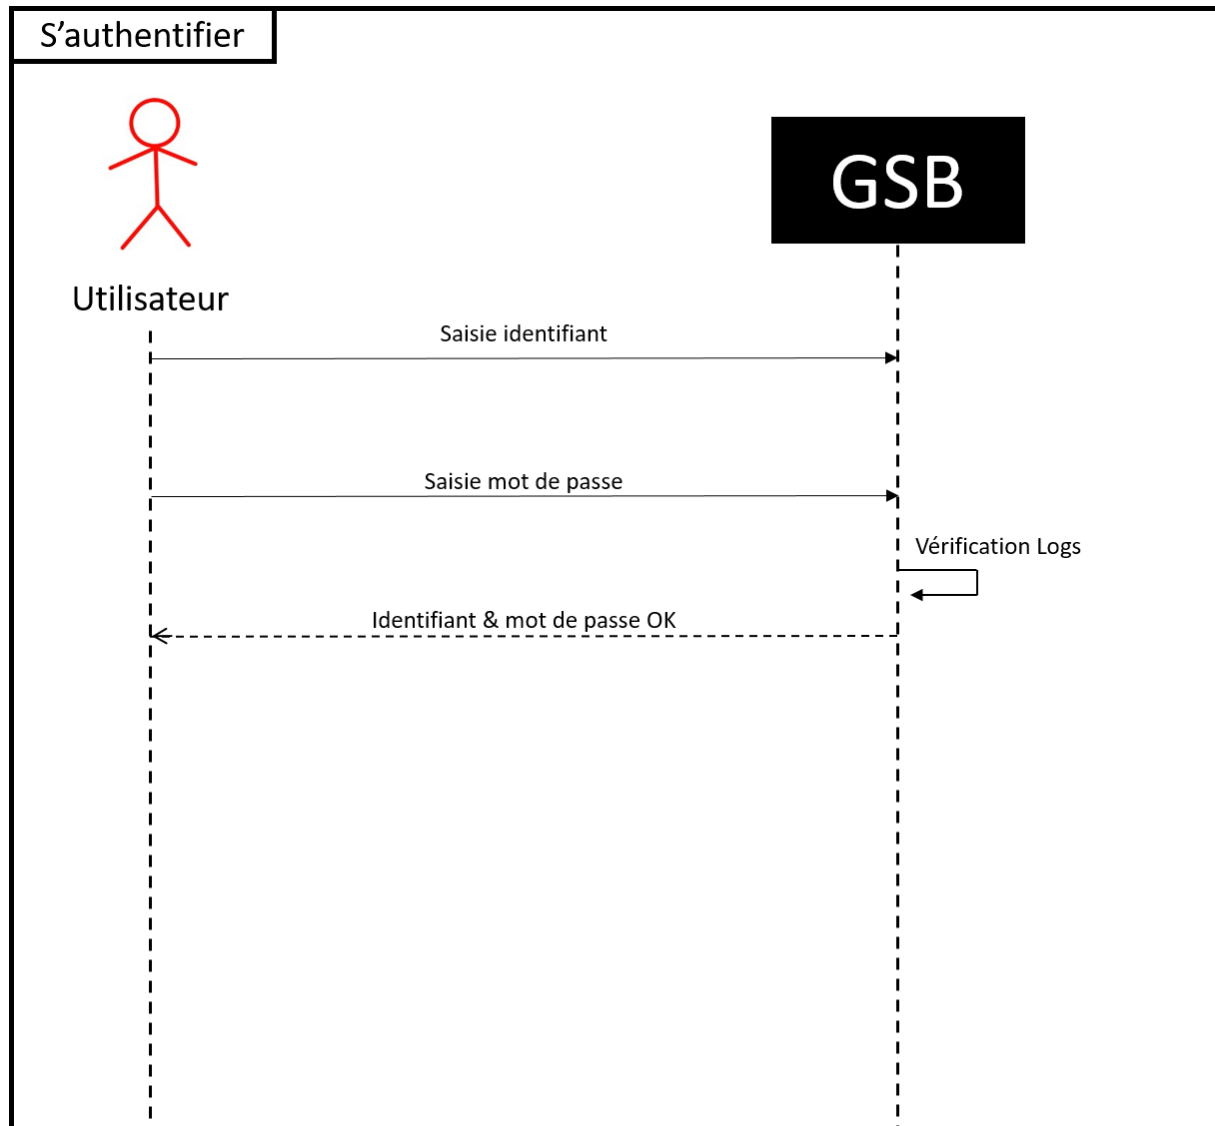 S’authentifier
GSB
Utilisateur
Saisie identifiant
Saisie mot de passe
Vérification Logs
Identifiant & mot de passe OK